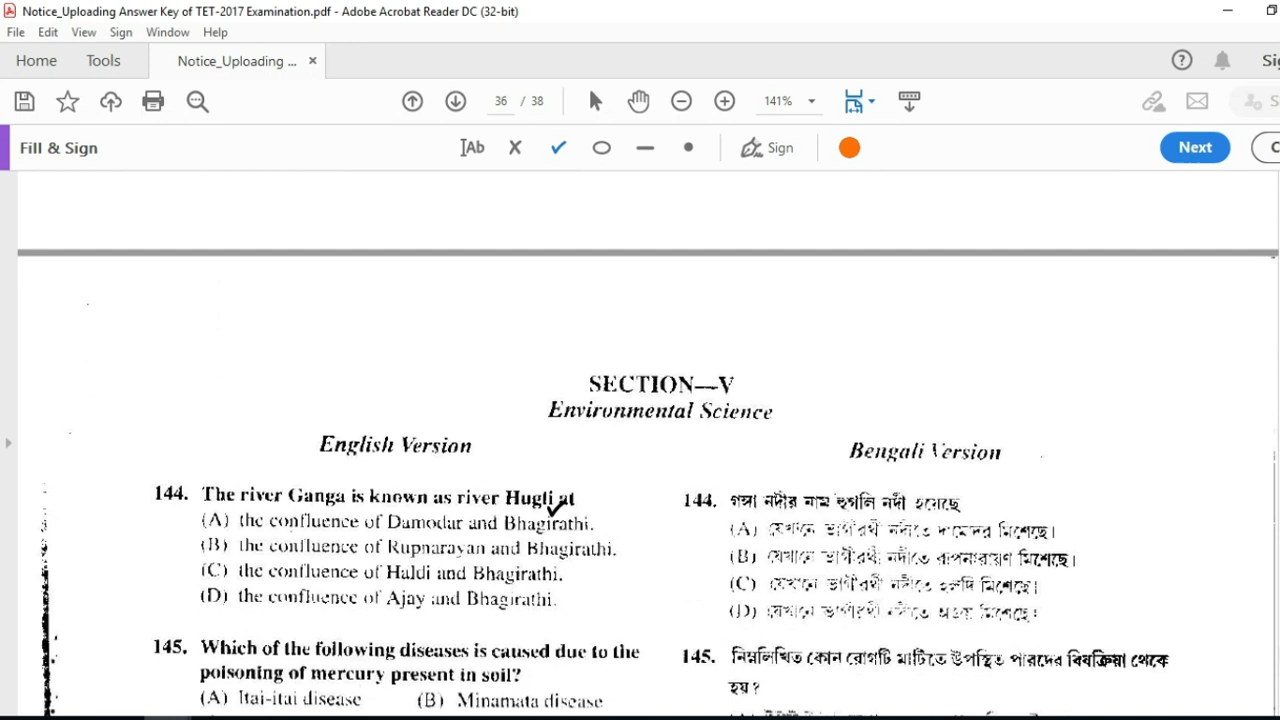 Notice_Uploading Answer Key of TET-2017 Examination.pdf - Adobe Acrobat Reader DC (32-bit)
File Edit View Sign Window Help
Home Tools Notice_Uploading ... ×
36 / 38 141%
Fill & Sign Ab Sign Next
SECTION—V
Environmental Science
English Version
144. The river Ganga is known as river Hugli at
(A) the confluence of Damodar and Bhagirathi.
(B) the confluence of Rupnarayan and Bhagirathi.
(C) the confluence of Haldi and Bhagirathi.
(D) the confluence of Ajay and Bhagirathi.
145. Which of the following diseases is caused due to the
poisoning of mercury present in soil?
(A) Itai-itai disease (B) Minamata disease
Bengali Version
144. গঙ্গা নদীর নাম হুগলি নদী হয়েছে
(A) যেখানে ভাগীরথী নদীতে দামোদর মিশেছে।
(B) যেখানে ভাগীরথী নদীতে রূপনারায়ণ মিশেছে।
(C) যেখানে ভাগীরথী নদীতে হলদি মিশেছে।
(D) যেখানে ভাগীরথী নদীতে অজয় মিশেছে।
145. নিম্নলিখিত কোন রোগটি মাটিতে উপস্থিত পারদের বিষক্রিয়া থেকে
হয়?